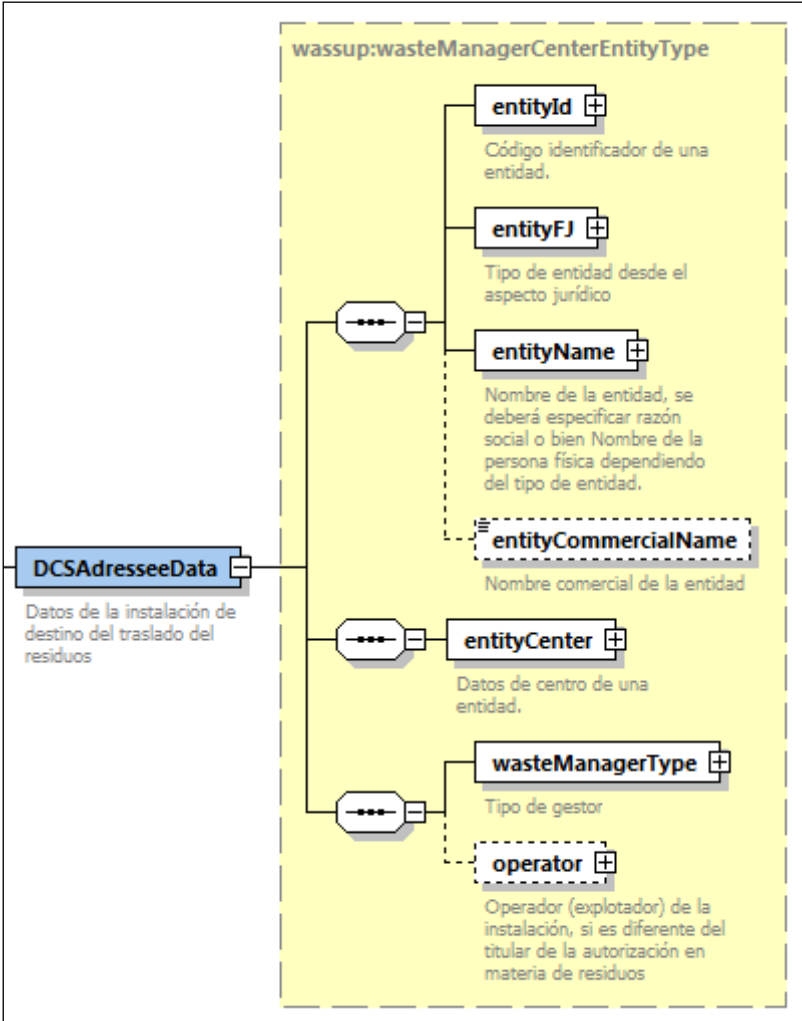 wassup:wasteManagerCenterEntityType
entityId
Código identificador de una
entidad.
entityFJ
Tipo de entidad desde el
aspecto jurídico
entityName
Nombre de la entidad, se
deberá especificar razón
social o bien Nombre de la
persona física dependiendo
del tipo de entidad.
entityCommercialName
Nombre comercial de la entidad
DCSAdresseeData
Datos de la instalación de
destino del traslado del
residuos
entityCenter
Datos de centro de una
entidad.
wasteManagerType
Tipo de gestor
operator
Operador (explotador) de la
instalación, si es diferente del
titular de la autorización en
materia de residuos